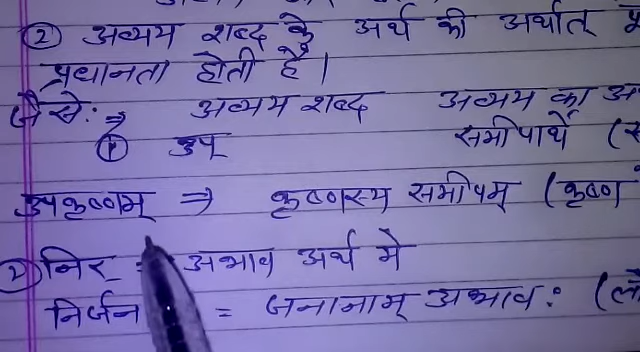 ② अव्यय शब्द के अर्थ की अर्थात्
प्रधानता होती है।
जैसे: अव्यय शब्द अव्यय का
① उप् समीपार्थे
उपकृष्णम् ⇒ कृष्णस्य समीपम् (कृष्ण
② निर् = अभाव अर्थ मे
निर्जन = जनानाम् अभावः